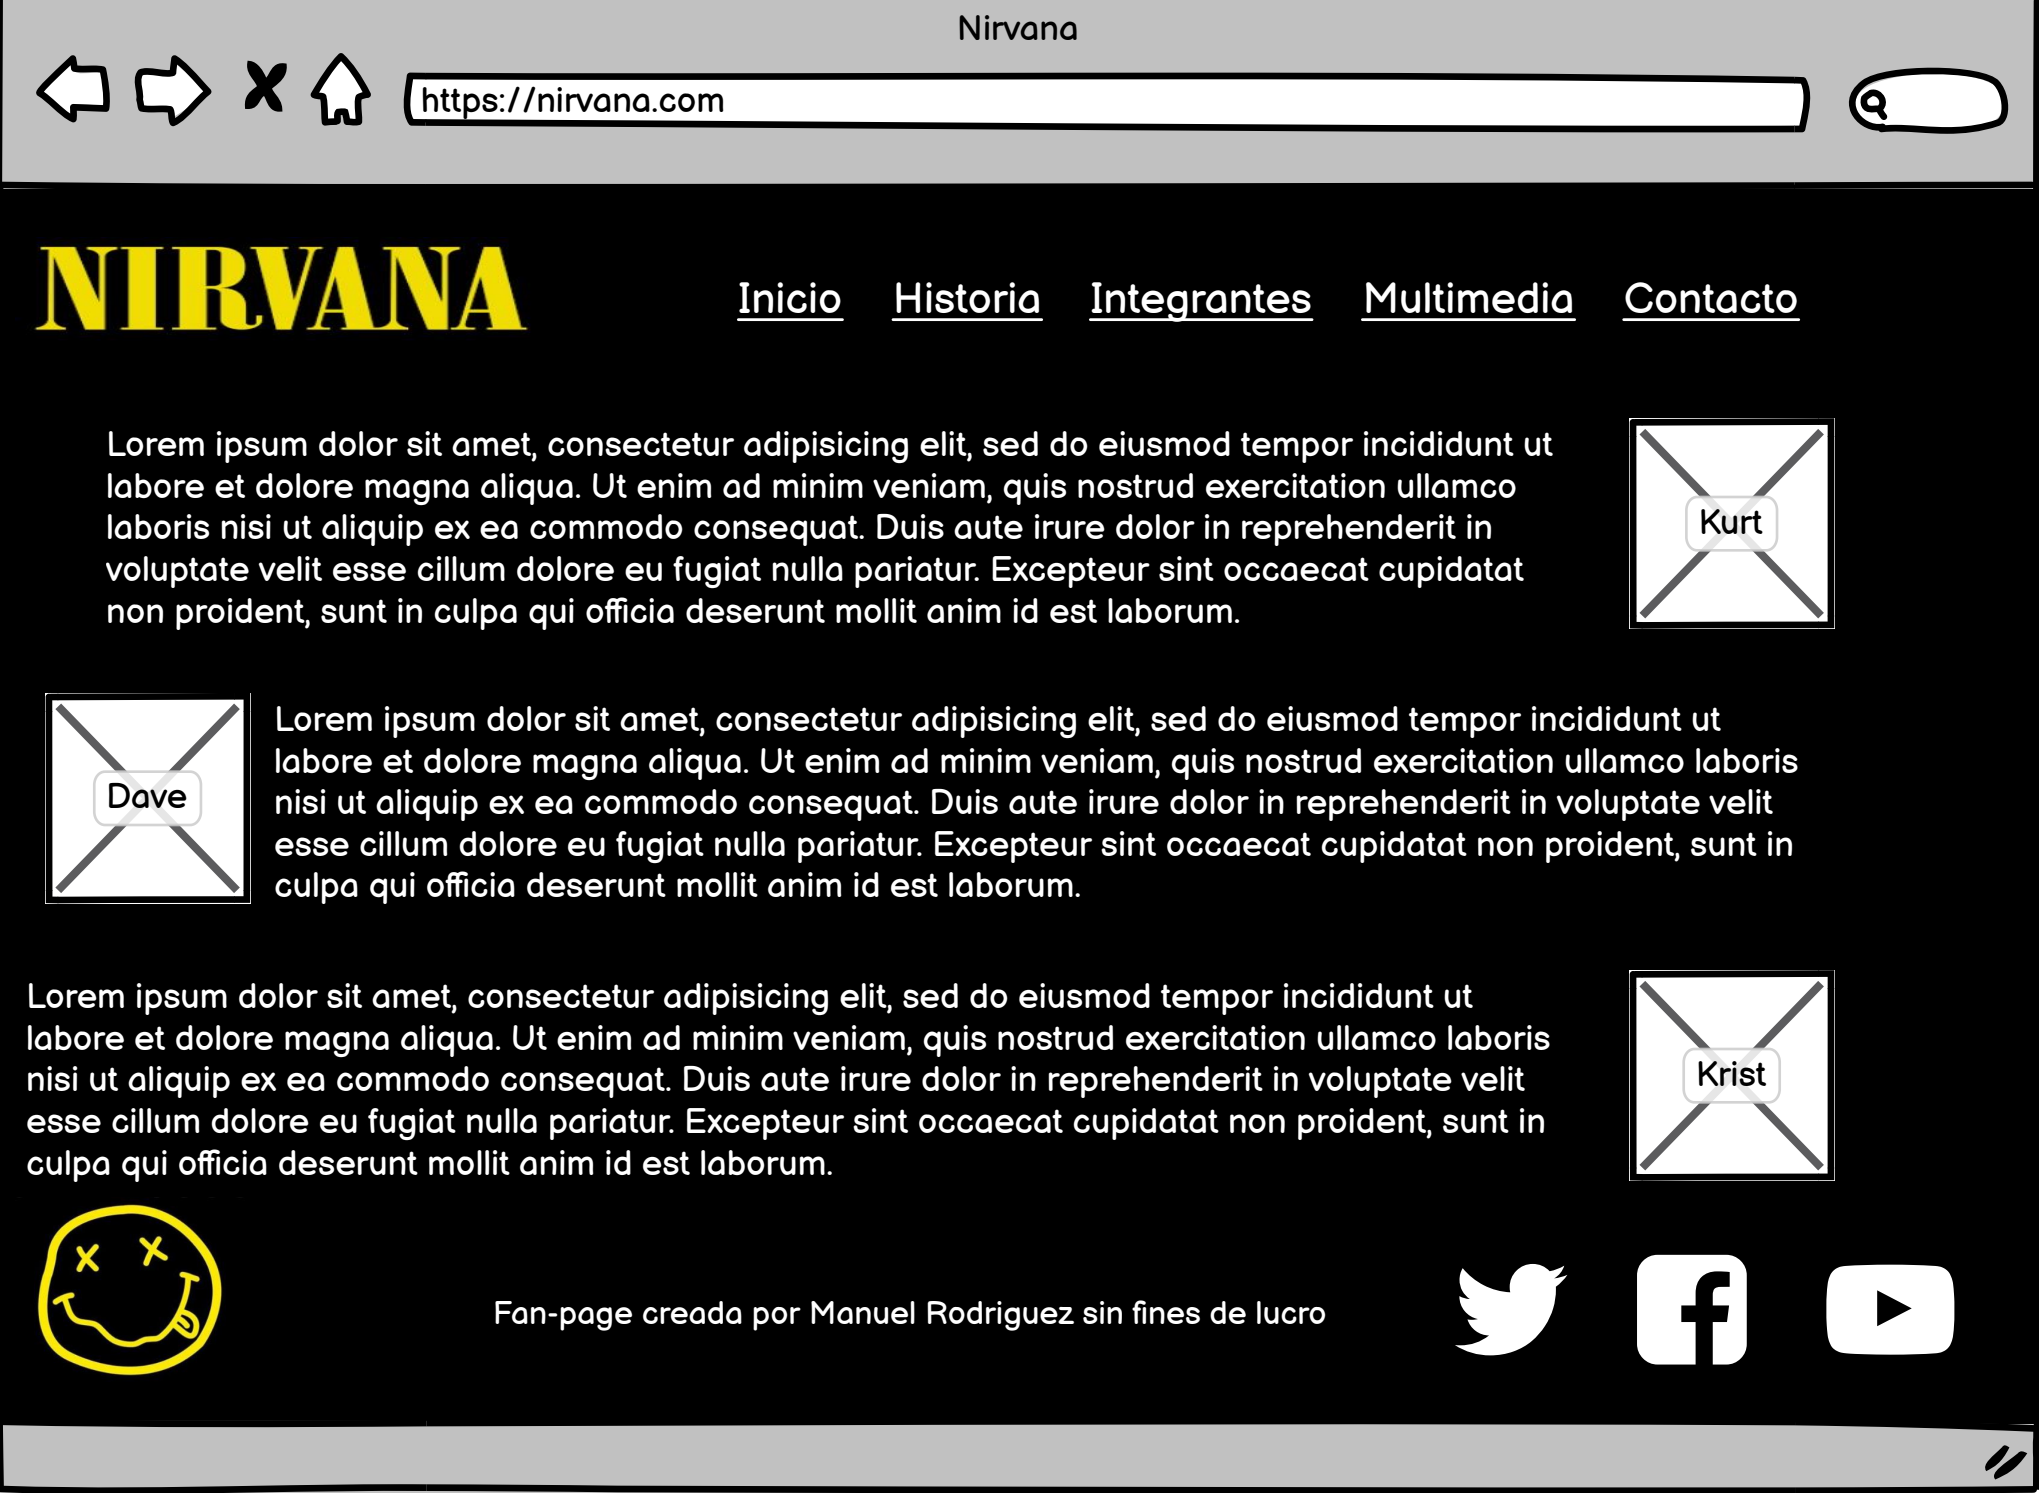 Nirvana
https://nirvana.com
NIRVANA
Inicio Historia Integrantes Multimedia Contacto
Lorem ipsum dolor sit amet, consectetur adipisicing elit, sed do eiusmod tempor incididunt ut
labore et dolore magna aliqua. Ut enim ad minim veniam, quis nostrud exercitation ullamco
laboris nisi ut aliquip ex ea commodo consequat. Duis aute irure dolor in reprehenderit in
voluptate velit esse cillum dolore eu fugiat nulla pariatur. Excepteur sint occaecat cupidatat
non proident, sunt in culpa qui officia deserunt mollit anim id est laborum.
Kurt
Dave
Lorem ipsum dolor sit amet, consectetur adipisicing elit, sed do eiusmod tempor incididunt ut
labore et dolore magna aliqua. Ut enim ad minim veniam, quis nostrud exercitation ullamco laboris
nisi ut aliquip ex ea commodo consequat. Duis aute irure dolor in reprehenderit in voluptate velit
esse cillum dolore eu fugiat nulla pariatur. Excepteur sint occaecat cupidatat non proident, sunt in
culpa qui officia deserunt mollit anim id est laborum.
Lorem ipsum dolor sit amet, consectetur adipisicing elit, sed do eiusmod tempor incididunt ut
labore et dolore magna aliqua. Ut enim ad minim veniam, quis nostrud exercitation ullamco laboris
nisi ut aliquip ex ea commodo consequat. Duis aute irure dolor in reprehenderit in voluptate velit
esse cillum dolore eu fugiat nulla pariatur. Excepteur sint occaecat cupidatat non proident, sunt in
culpa qui officia deserunt mollit anim id est laborum.
Krist
Fan-page creada por Manuel Rodriguez sin fines de lucro